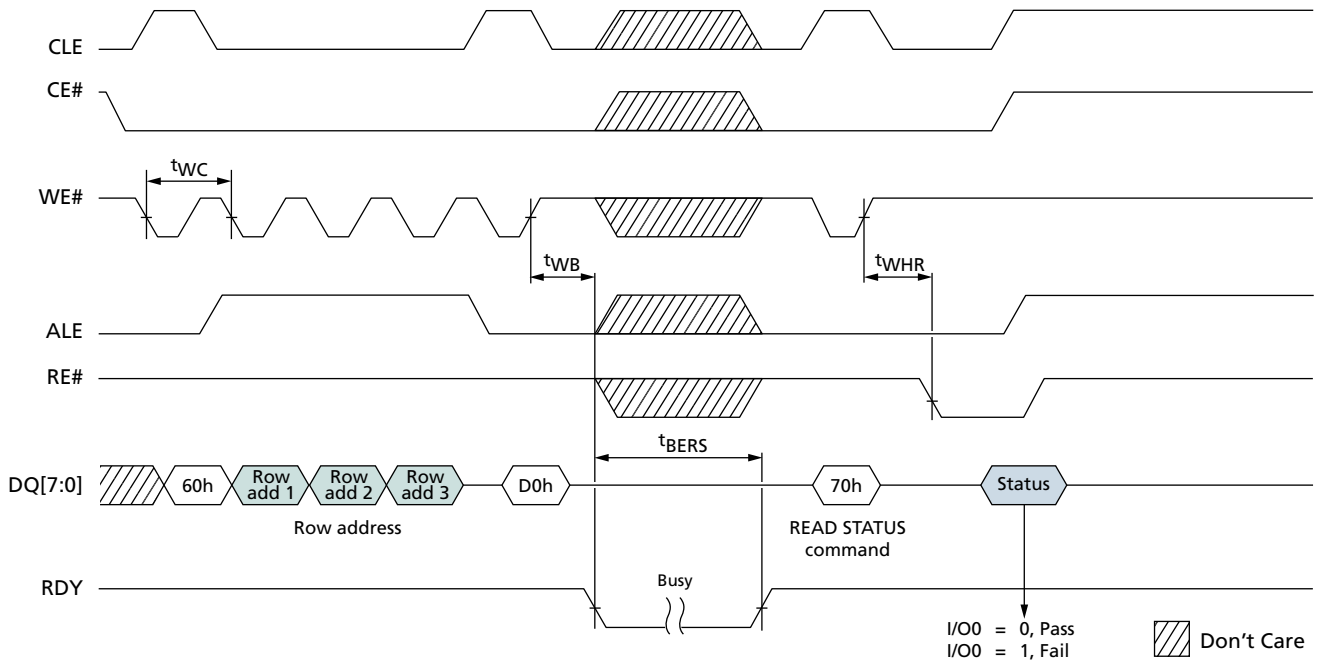 CLE
CE#
tWC
WE#
tWB
tWHR
ALE
RE#
tBERS
DQ[7:0]
60h
Row
add 1
Row
add 2
Row
add 3
D0h
70h
Status
Row address
READ STATUS
command
RDY
Busy
I/O0 = 0, Pass
I/O0 = 1, Fail
Don't Care